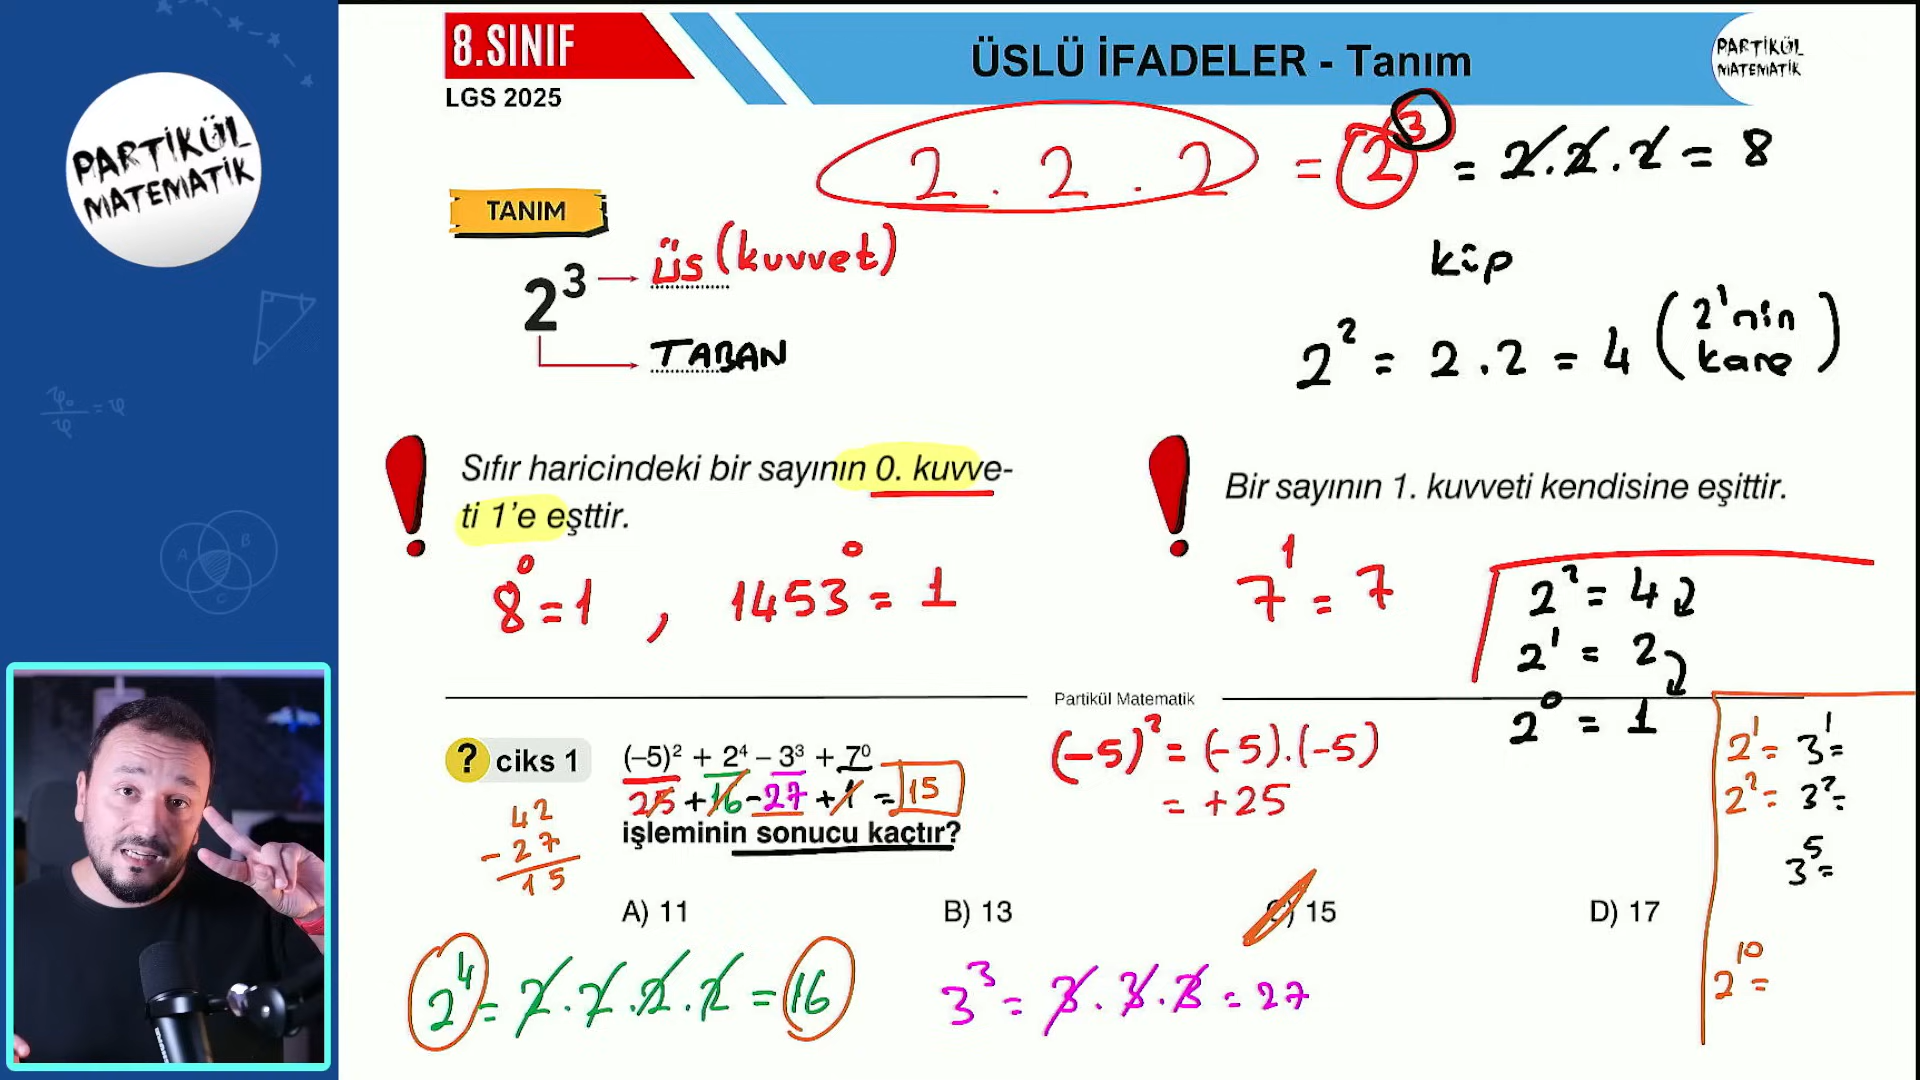 PARTİKÜL
MATEMATİK
8.SINIF
LGS 2025
ÜSLÜ İFADELER - Tanım
PARTİKÜL
MATEMATİK
2 . 2 . 2 = 2³ = 2.2.2 = 8
TANIM
2³
üs (kuvvet)
TABAN
küp
2² = 2.2 = 4 (2'nin kare)
Sıfır haricindeki bir sayının 0. kuvve-
ti 1'e eşttir.
8⁰ = 1 , 1453⁰ = 1
Bir sayının 1. kuvveti kendisine eşittir.
7¹ = 7
2² = 4
2¹ = 2
2⁰ = 1
Partikül Matematik
? ciks 1
(−5)² + 2⁴ − 3³ + 7⁰
25 + 16 - 27 + 1 = 15
işleminin sonucu kaçtır?
42
- 27
15
(-5)² = (-5).(-5)
= +25
A) 11
B) 13
C) 15
D) 17
2⁴ = 2.2.2.2 = 16
3³ = 3.3.3 = 27
2¹ = 3¹ =
2² = 3² =
3⁵ =
2¹⁰ =
A
B
C